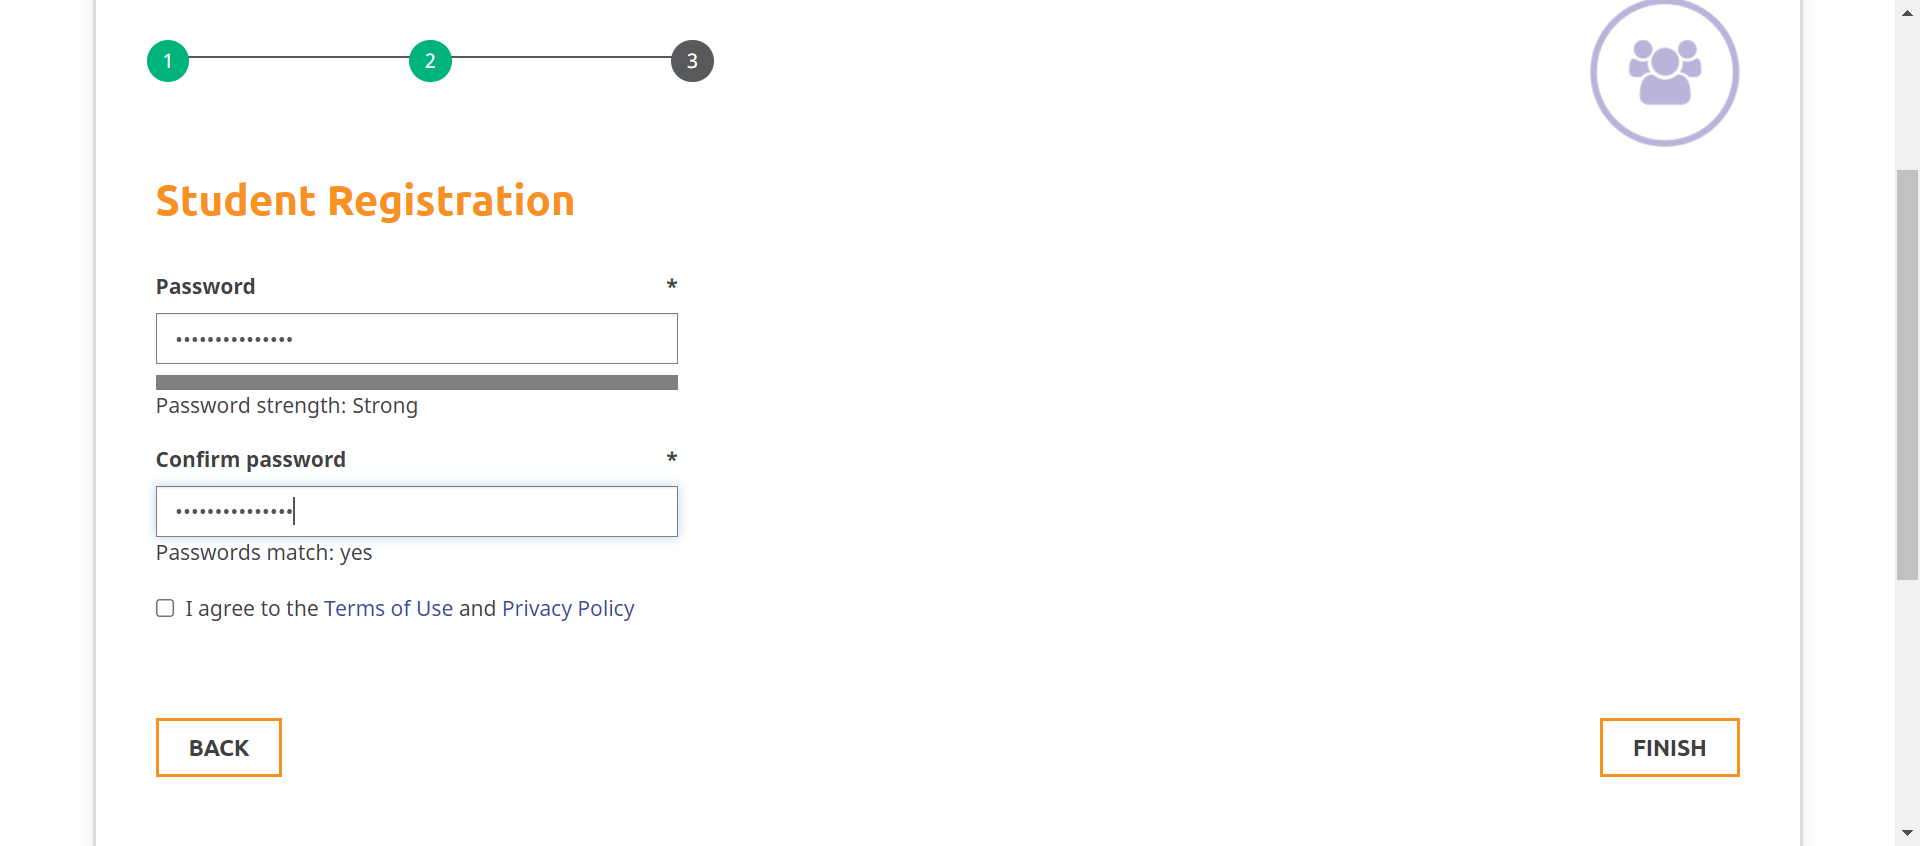 1 2 3
Student Registration
Password *
•••••••••••••••
Password strength: Strong
Confirm password *
•••••••••••••••
Passwords match: yes
I agree to the Terms of Use and Privacy Policy
BACK FINISH